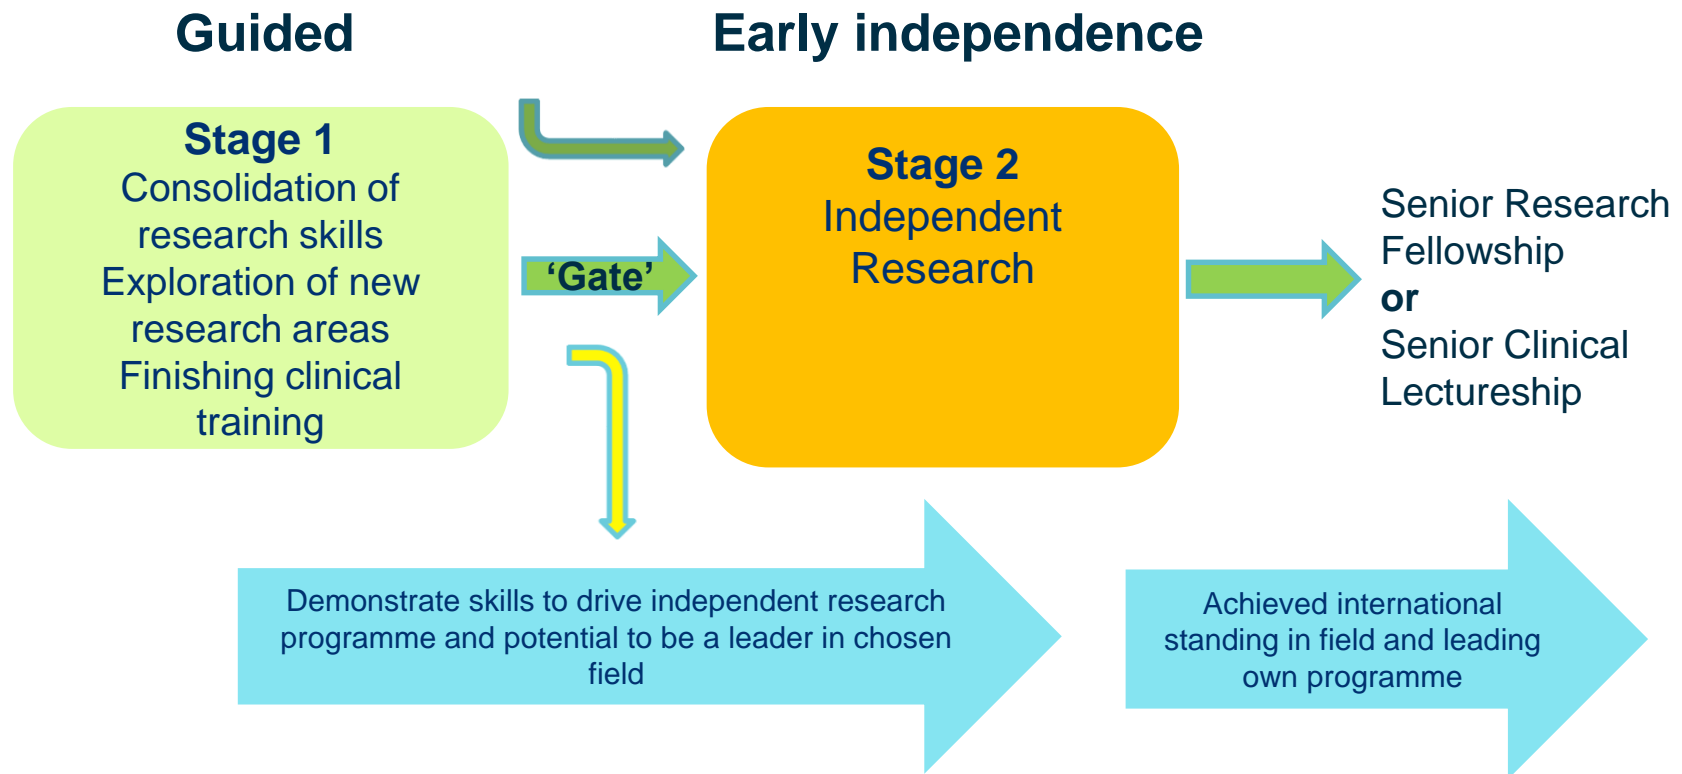 Guided
Early independence
Stage 1
Consolidation of
research skills
Exploration of new
research areas
Finishing clinical
training
‘Gate’
Stage 2
Independent
Research
Senior Research
Fellowship
or
Senior Clinical
Lectureship
Demonstrate skills to drive independent research
programme and potential to be a leader in chosen
field
Achieved international
standing in field and leading
own programme